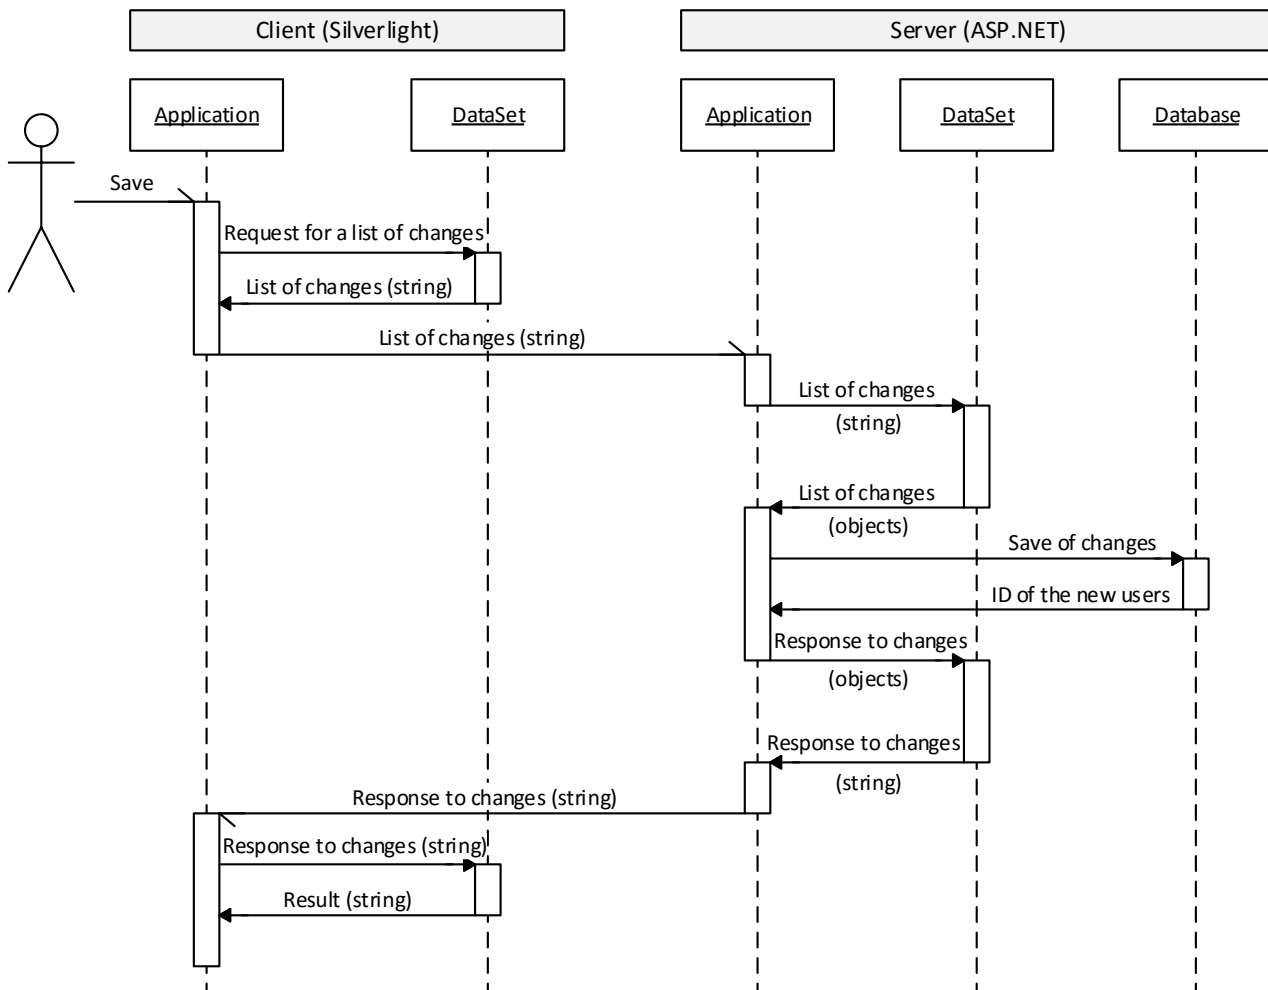 Client (Silverlight)
Server (ASP.NET)
Application
DataSet
Application
DataSet
Database
Save
Request for a list of changes
List of changes (string)
List of changes (string)
List of changes
(string)
List of changes
(objects)
Save of changes
ID of the new users
Response to changes
(objects)
Response to changes
(string)
Response to changes (string)
Response to changes (string)
Result (string)